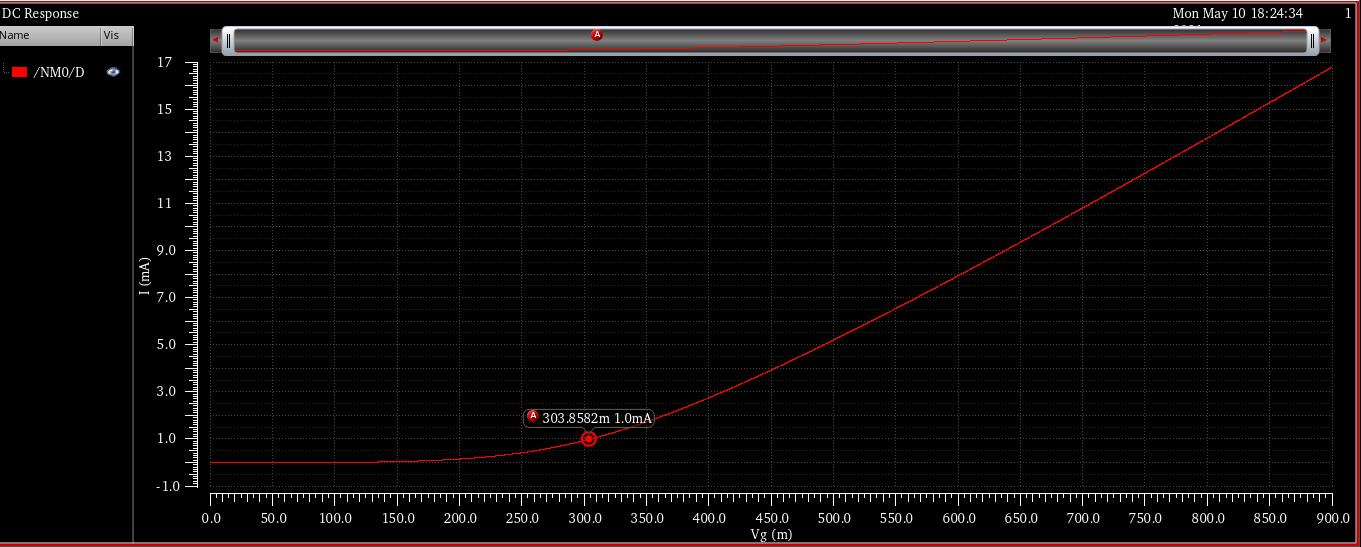 DC Response
Mon May 10 18:24:34
1
Name
Vis
A
/NM0/D
17
15
13
11
9.0
7.0
5.0
3.0
1.0
-1.0
I (mA)
A 303.8582m 1.0mA
0.0 50.0 100.0 150.0 200.0 250.0 300.0 350.0 400.0 450.0 500.0 550.0 600.0 650.0 700.0 750.0 800.0 850.0 900.0
Vg (m)